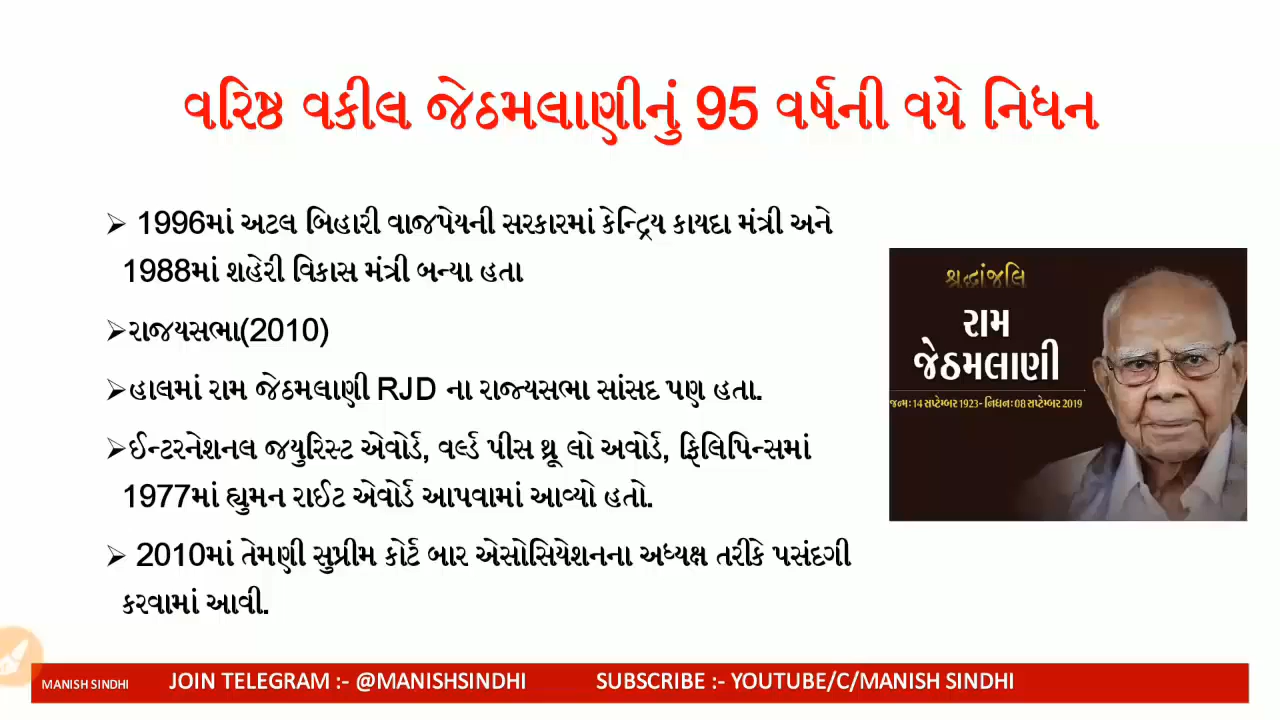 વરિષ્ઠ વકીલ જેઠમલાણીનું 95 વર્ષની વયે નિધન
➢ 1996માં અટલ બિહારી વાજપેયની સરકારમાં કેન્દ્રિય કાયદા મંત્રી અને
1988માં શહેરી વિકાસ મંત્રી બન્યા હતા
➢રાજયસભા(2010)
➢હાલમાં રામ જેઠમલાણી RJD ના રાજ્યસભા સાંસદ પણ હતા.
➢ઈન્ટરનેશનલ જયુરિસ્ટ એવોર્ડ, વર્લ્ડ પીસ થ્રૂ લો અવોર્ડ, ફિલિપિન્સમાં
1977માં હ્યુમન રાઈટ એવોર્ડ આપવામાં આવ્યો હતો.
➢ 2010માં તેમણી સુપ્રીમ કોર્ટ બાર એસોસિયેશનના અધ્યક્ષ તરીકે પસંદગી
કરવામાં આવી.
શ્રદ્ધાંજલિ
રામ
જેઠમલાણી
જન્મ: 14 સપ્ટેમ્બર 1923- નિધન: 08 સપ્ટેમ્બર 2019
MANISH SINDHI JOIN TELEGRAM :- @MANISHSINDHI SUBSCRIBE :- YOUTUBE/C/MANISH SINDHI